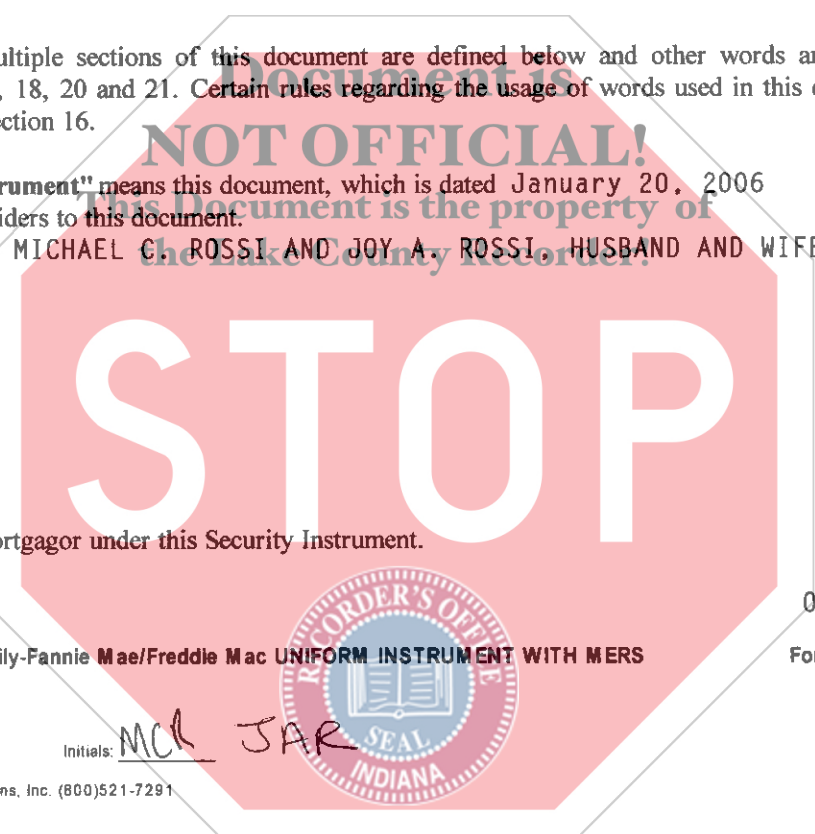 ultiple sections of this document are defined below and other words a
, 18, 20 and 21. Certain rules regarding the usage of words used in this
Document is
ection 16.
NOT OFFICIAL!
rument" means this document, which is dated January 20, 2006
This Document is the property of
iders to this document.
MICHAEL C. ROSSI AND JOY A. ROSSI, HUSBAND AND WIFE
the Lake County Recorder!
STOP
ortgagor under this Security Instrument.
RECORDER'S OFFICE
ily-Fannie Mae/Freddie Mac UNIFORM INSTRUMENT WITH MERS
Fo
Initials: MCR JAR
SEAL
INDIANA
ns, Inc. (800)521-7291